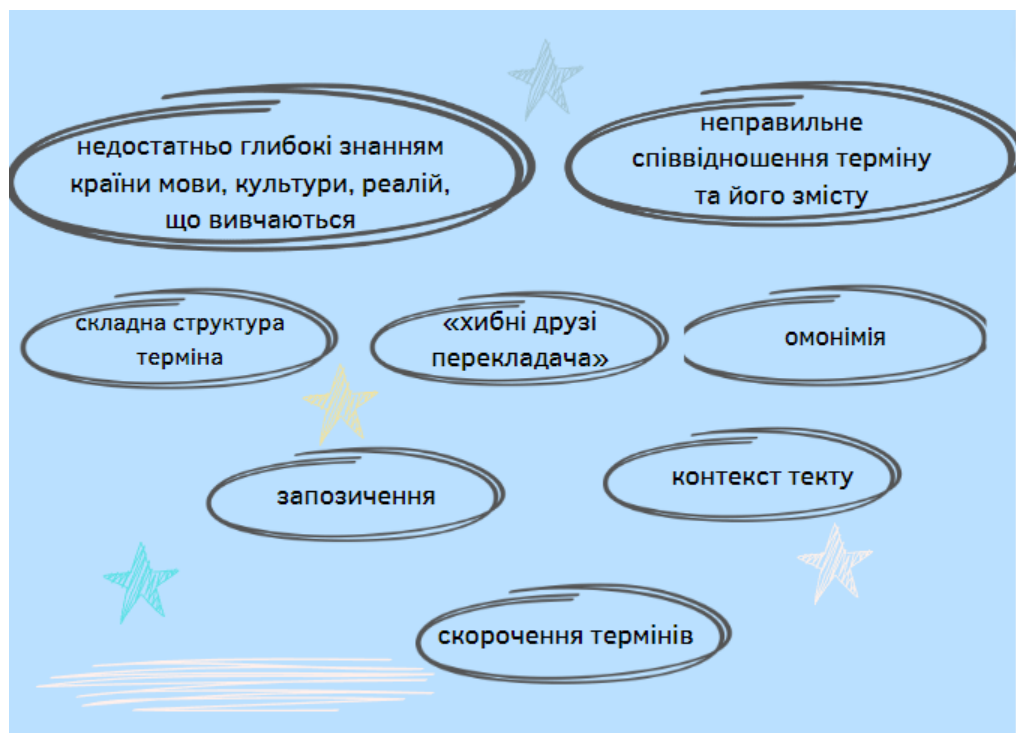 недостатньо глибокі знанням
країни мови, культури, реалій,
що вивчаються
неправильне
співвідношення терміну
та його змісту
складна структура
терміна
«хибні друзі
перекладача»
омонімія
запозичення
контекст текту
скорочення термінів